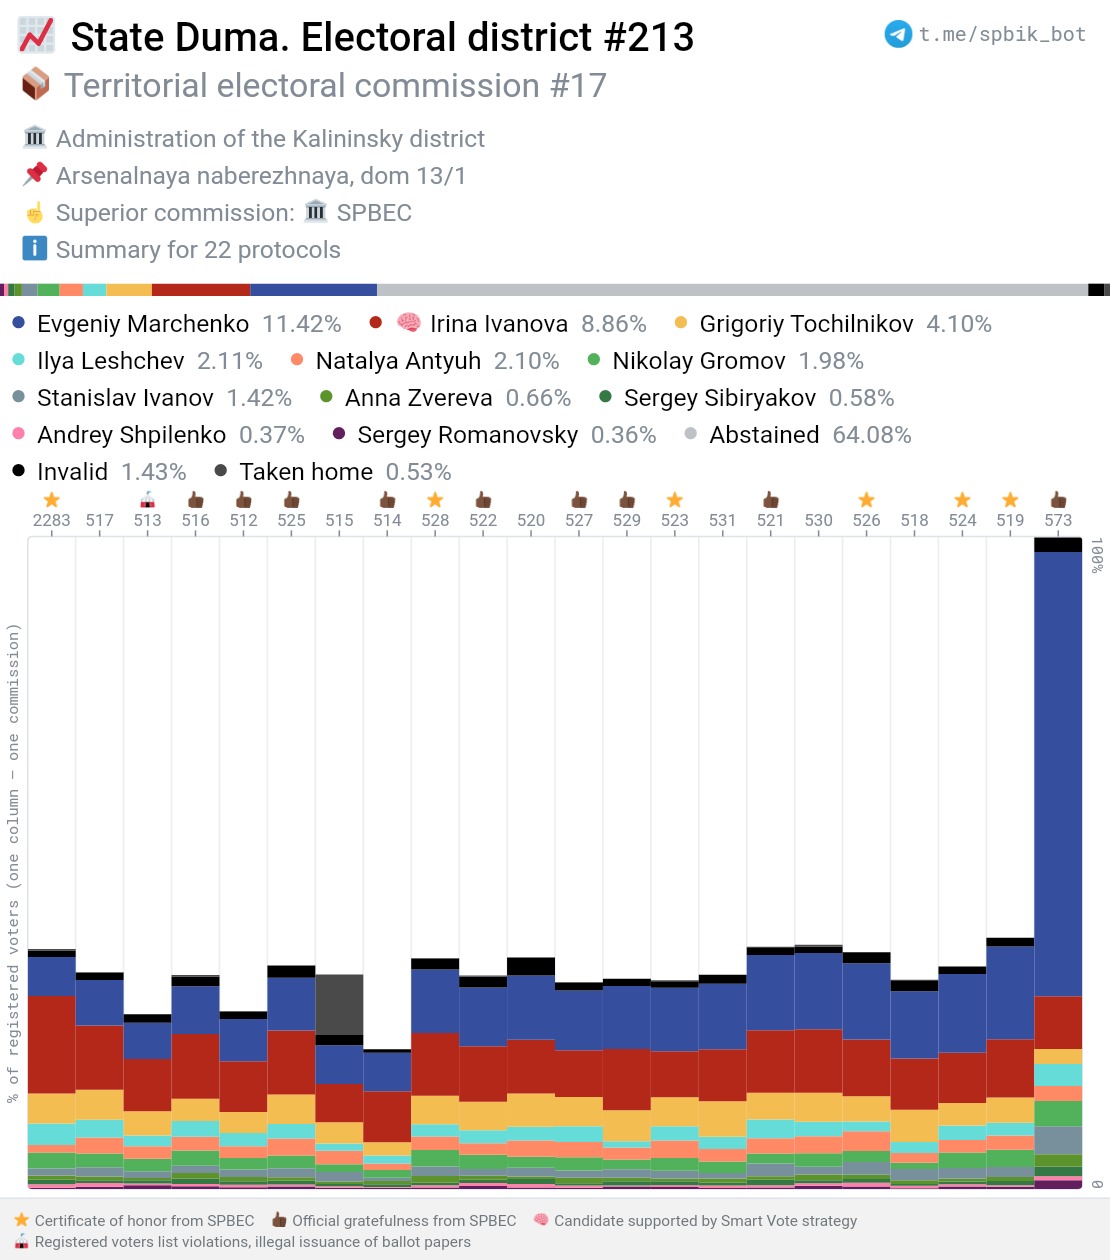 State Duma. Electoral district #213
t.me/spbik_bot
Territorial electoral commission #17
Administration of the Kalininsky district
Arsenalnaya naberezhnaya, dom 13/1
Superior commission: SPBEC
Summary for 22 protocols
Evgeniy Marchenko 11.42% Irina Ivanova 8.86% Grigoriy Tochilnikov 4.10%
Ilya Leshchev 2.11% Natalya Antyuh 2.10% Nikolay Gromov 1.98%
Stanislav Ivanov 1.42% Anna Zvereva 0.66% Sergey Sibiryakov 0.58%
Andrey Shpilenko 0.37% Sergey Romanovsky 0.36% Abstained 64.08%
Invalid 1.43% Taken home 0.53%
2283 517 513 516 512 525 515 514 528 522 520 527 529 523 531 521 530 526 518 524 519 573
100%
% of registered voters (one column – one commission)
0
Certificate of honor from SPBEC Official gratefulness from SPBEC Candidate supported by Smart Vote strategy
Registered voters list violations, illegal issuance of ballot papers